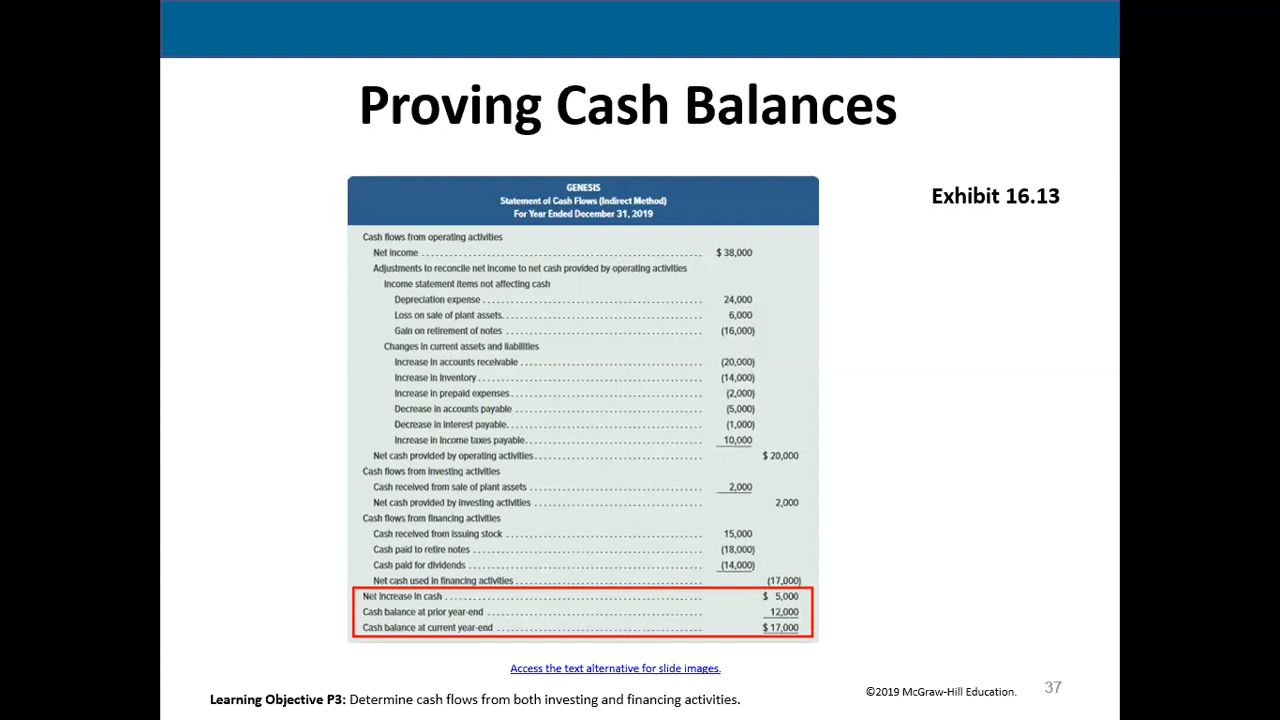 Proving Cash Balances
Exhibit 16.13
GENESIS
Statement of Cash Flows (Indirect Method)
For Year Ended December 31, 2019
Cash flows from operating activities
Net income $ 38,000
Adjustments to reconcile net income to net cash provided by operating activities
Income statement items not affecting cash
Depreciation expense 24,000
Loss on sale of plant assets 6,000
Gain on retirement of notes (16,000)
Changes in current assets and liabilities
Increase in accounts receivable (20,000)
Increase in inventory (14,000)
Increase in prepaid expenses (2,000)
Decrease in accounts payable (5,000)
Decrease in interest payable (1,000)
Increase in income taxes payable 10,000
Net cash provided by operating activities $ 20,000
Cash flows from investing activities
Cash received from sale of plant assets 2,000
Net cash provided by investing activities 2,000
Cash flows from financing activities
Cash received from issuing stock 15,000
Cash paid to retire notes (18,000)
Cash paid for dividends (14,000)
Net cash used in financing activities (17,000)
Net increase in cash $ 5,000
Cash balance at prior year-end 12,000
Cash balance at current year-end $ 17,000
Access the text alternative for slide images.
Learning Objective P3: Determine cash flows from both investing and financing activities.
©2019 McGraw-Hill Education.
37